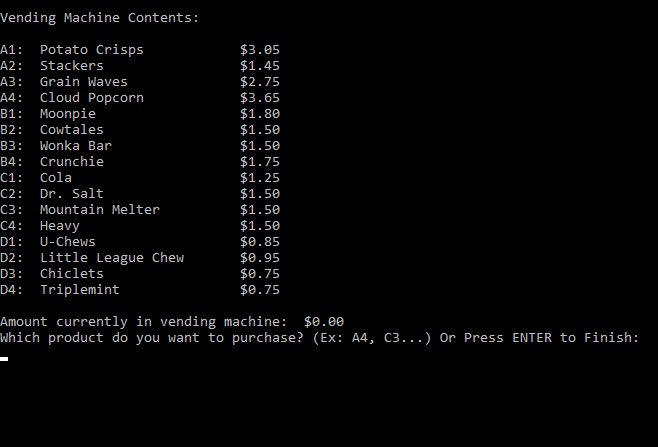 Vending Machine Contents:
A1:  Potato Crisps            $3.05
A2:  Stackers                 $1.45
A3:  Grain Waves              $2.75
A4:  Cloud Popcorn            $3.65
B1:  Moonpie                  $1.80
B2:  Cowtales                 $1.50
B3:  Wonka Bar                $1.50
B4:  Crunchie                 $1.75
C1:  Cola                     $1.25
C2:  Dr. Salt                 $1.50
C3:  Mountain Melter          $1.50
C4:  Heavy                    $1.50
D1:  U-Chews                  $0.85
D2:  Little League Chew       $0.95
D3:  Chiclets                 $0.75
D4:  Triplemint               $0.75
Amount currently in vending machine:  $0.00
Which product do you want to purchase? (Ex: A4, C3...) Or Press ENTER to Finish: